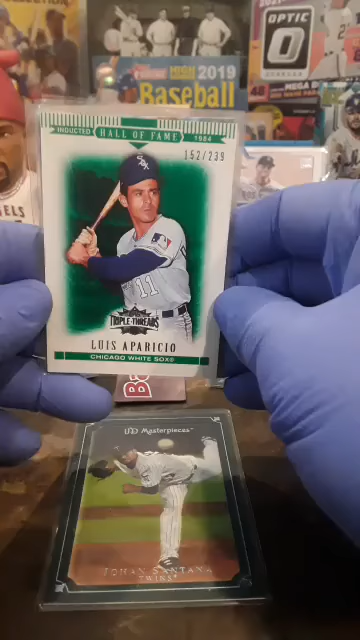 OPTIC
2019
Baseball
INDUCTED HALL OF FAME 1984
152/239
SOX
11
TRIPLE THREADS
LUIS APARICIO
CHICAGO WHITE SOX
UD Masterpieces
JOHAN SANTANA
TWINS